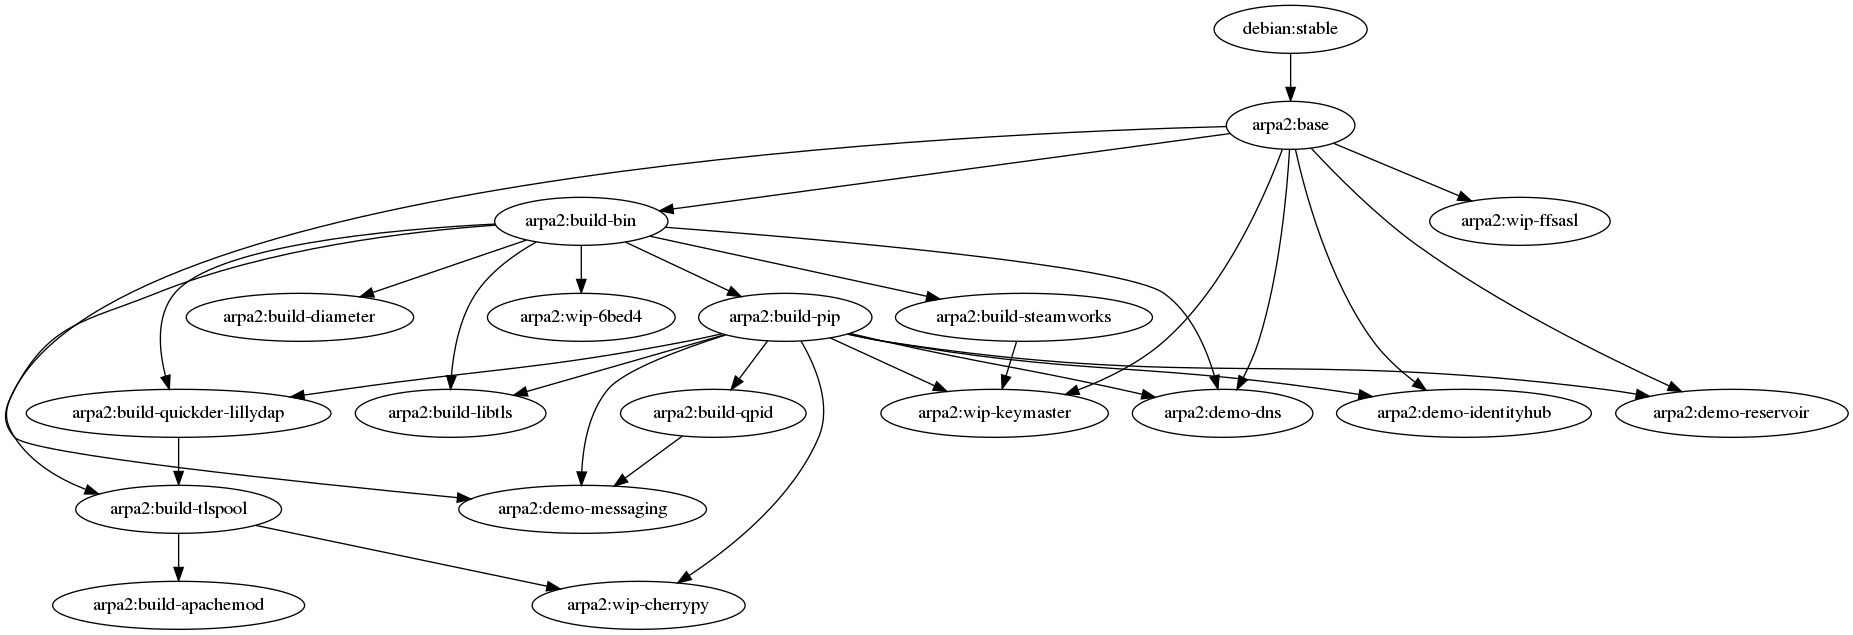 debian:stable
arpa2:base
arpa2:build-bin
arpa2:wip-ffsasl
arpa2:build-diameter
arpa2:wip-6bed4
arpa2:build-pip
arpa2:build-steamworks
arpa2:build-quickder-lillydap
arpa2:build-libtls
arpa2:build-qpid
arpa2:wip-keymaster
arpa2:demo-dns
arpa2:demo-identityhub
arpa2:demo-reservoir
arpa2:build-tlspool
arpa2:demo-messaging
arpa2:build-apachemod
arpa2:wip-cherrypy